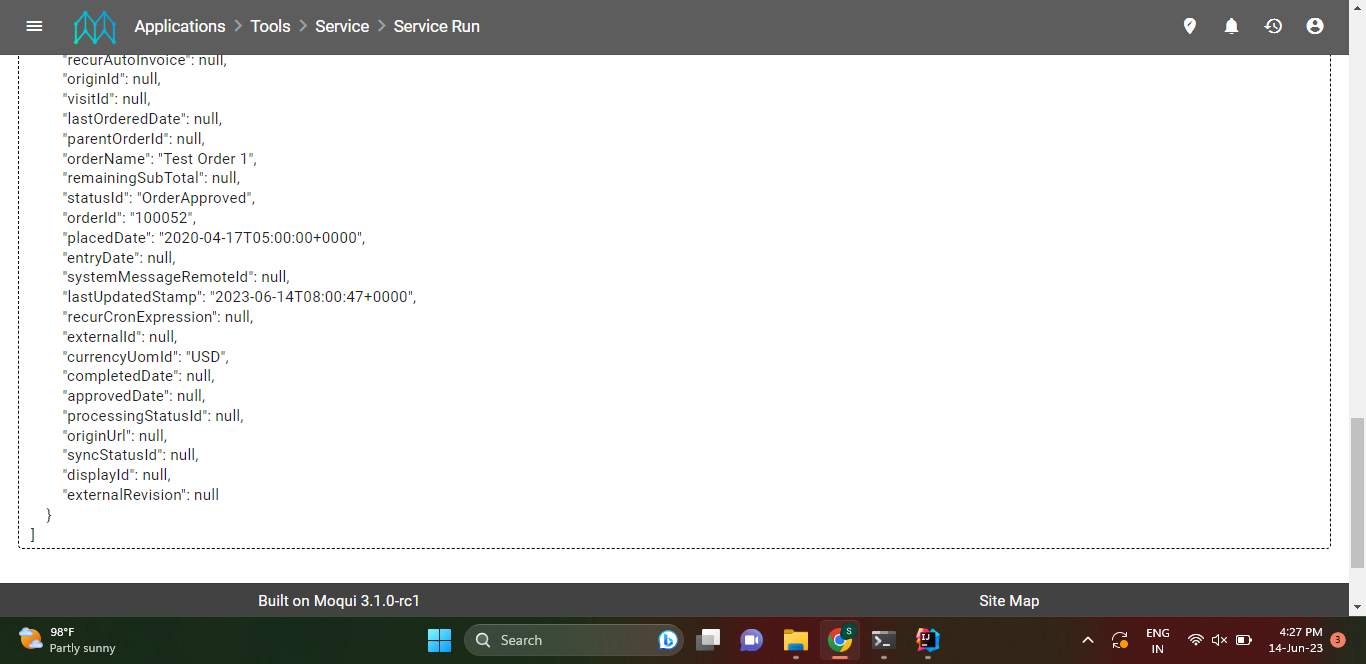 Applications > Tools > Service > Service Run
"recurAutoInvoice": null,
"originId": null,
"visitId": null,
"lastOrderedDate": null,
"parentOrderId": null,
"orderName": "Test Order 1",
"remainingSubTotal": null,
"statusId": "OrderApproved",
"orderId": "100052",
"placedDate": "2020-04-17T05:00:00+0000",
"entryDate": null,
"systemMessageRemoteId": null,
"lastUpdatedStamp": "2023-06-14T08:00:47+0000",
"recurCronExpression": null,
"externalId": null,
"currencyUomId": "USD",
"completedDate": null,
"approvedDate": null,
"processingStatusId": null,
"originUrl": null,
"syncStatusId": null,
"displayId": null,
"externalRevision": null
}
]
Built on Moqui 3.1.0-rc1
Site Map
98°F
Partly sunny
Search
S
ENG
IN
4:27 PM
14-Jun-23
3